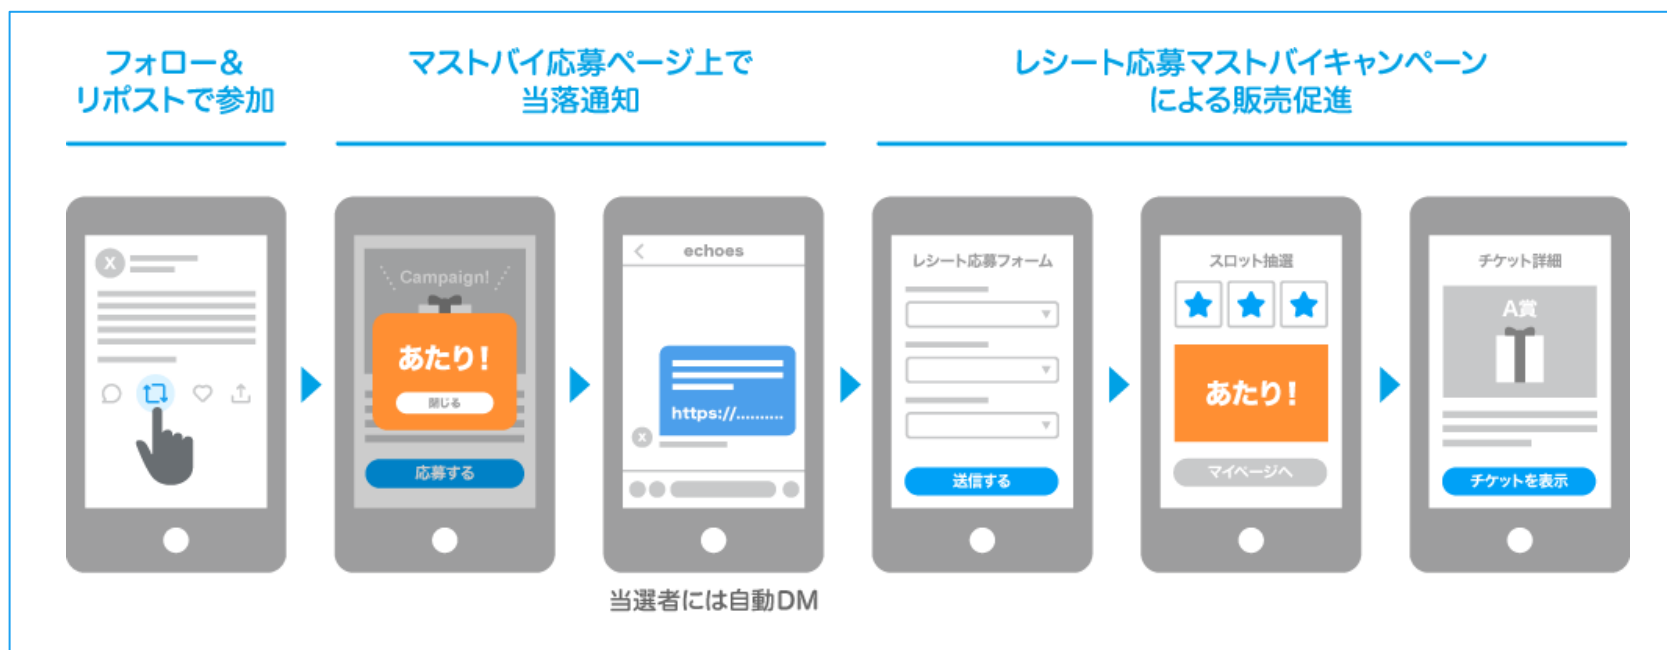 フォロー&
リポストで参加
マストバイ応募ページ上で
当落通知
レシート応募マストバイキャンペーン
による販売促進
X
Campaign!
あたり！
閉じる
応募する
echoes
https://..........
X
当選者には自動DM
レシート応募フォーム
送信する
スロット抽選
あたり！
マイページへ
チケット詳細
A賞
チケットを表示